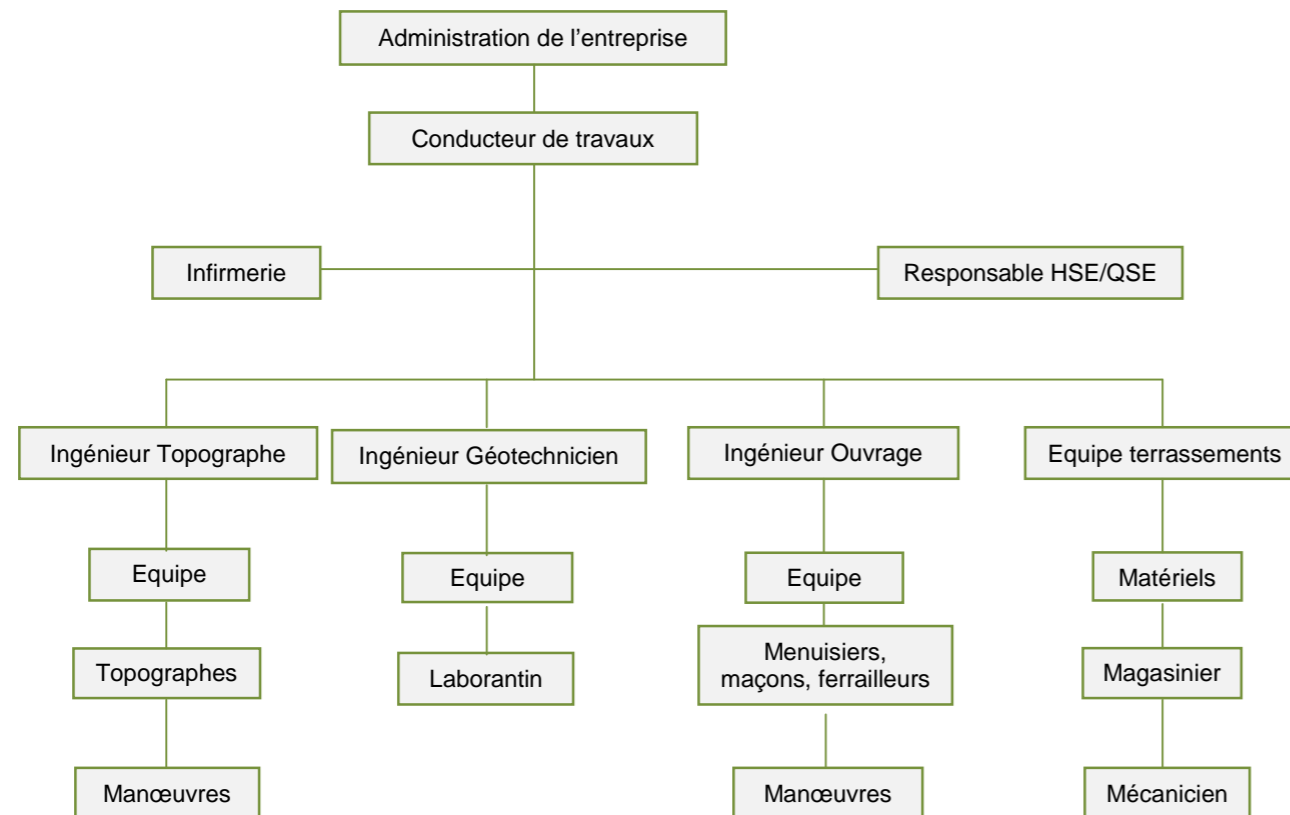 Administration de l’entreprise
Conducteur de travaux
Infirmerie
Responsable HSE/QSE
Ingénieur Topographe
Ingénieur Géotechnicien
Ingénieur Ouvrage
Equipe terrassements
Equipe
Equipe
Equipe
Matériels
Topographes
Laborantin
Menuisiers,
maçons, ferrailleurs
Magasinier
Manœuvres
Manœuvres
Mécanicien